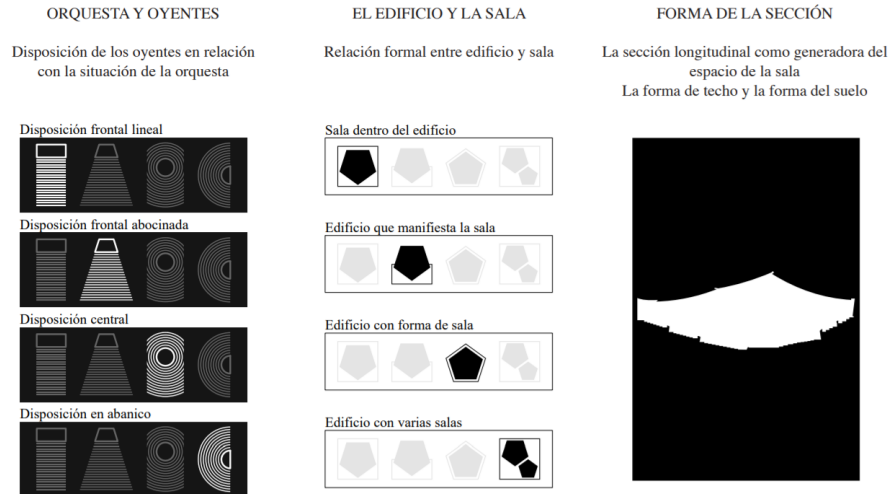 ORQUESTA Y OYENTES
Disposición de los oyentes en relación
con la situación de la orquesta
Disposición frontal lineal
Disposición frontal abocinada
Disposición central
Disposición en abanico
EL EDIFICIO Y LA SALA
Relación formal entre edificio y sala
Sala dentro del edificio
Edificio que manifiesta la sala
Edificio con forma de sala
Edificio con varias salas
FORMA DE LA SECCIÓN
La sección longitudinal como generadora del
espacio de la sala
La forma de techo y la forma del suelo